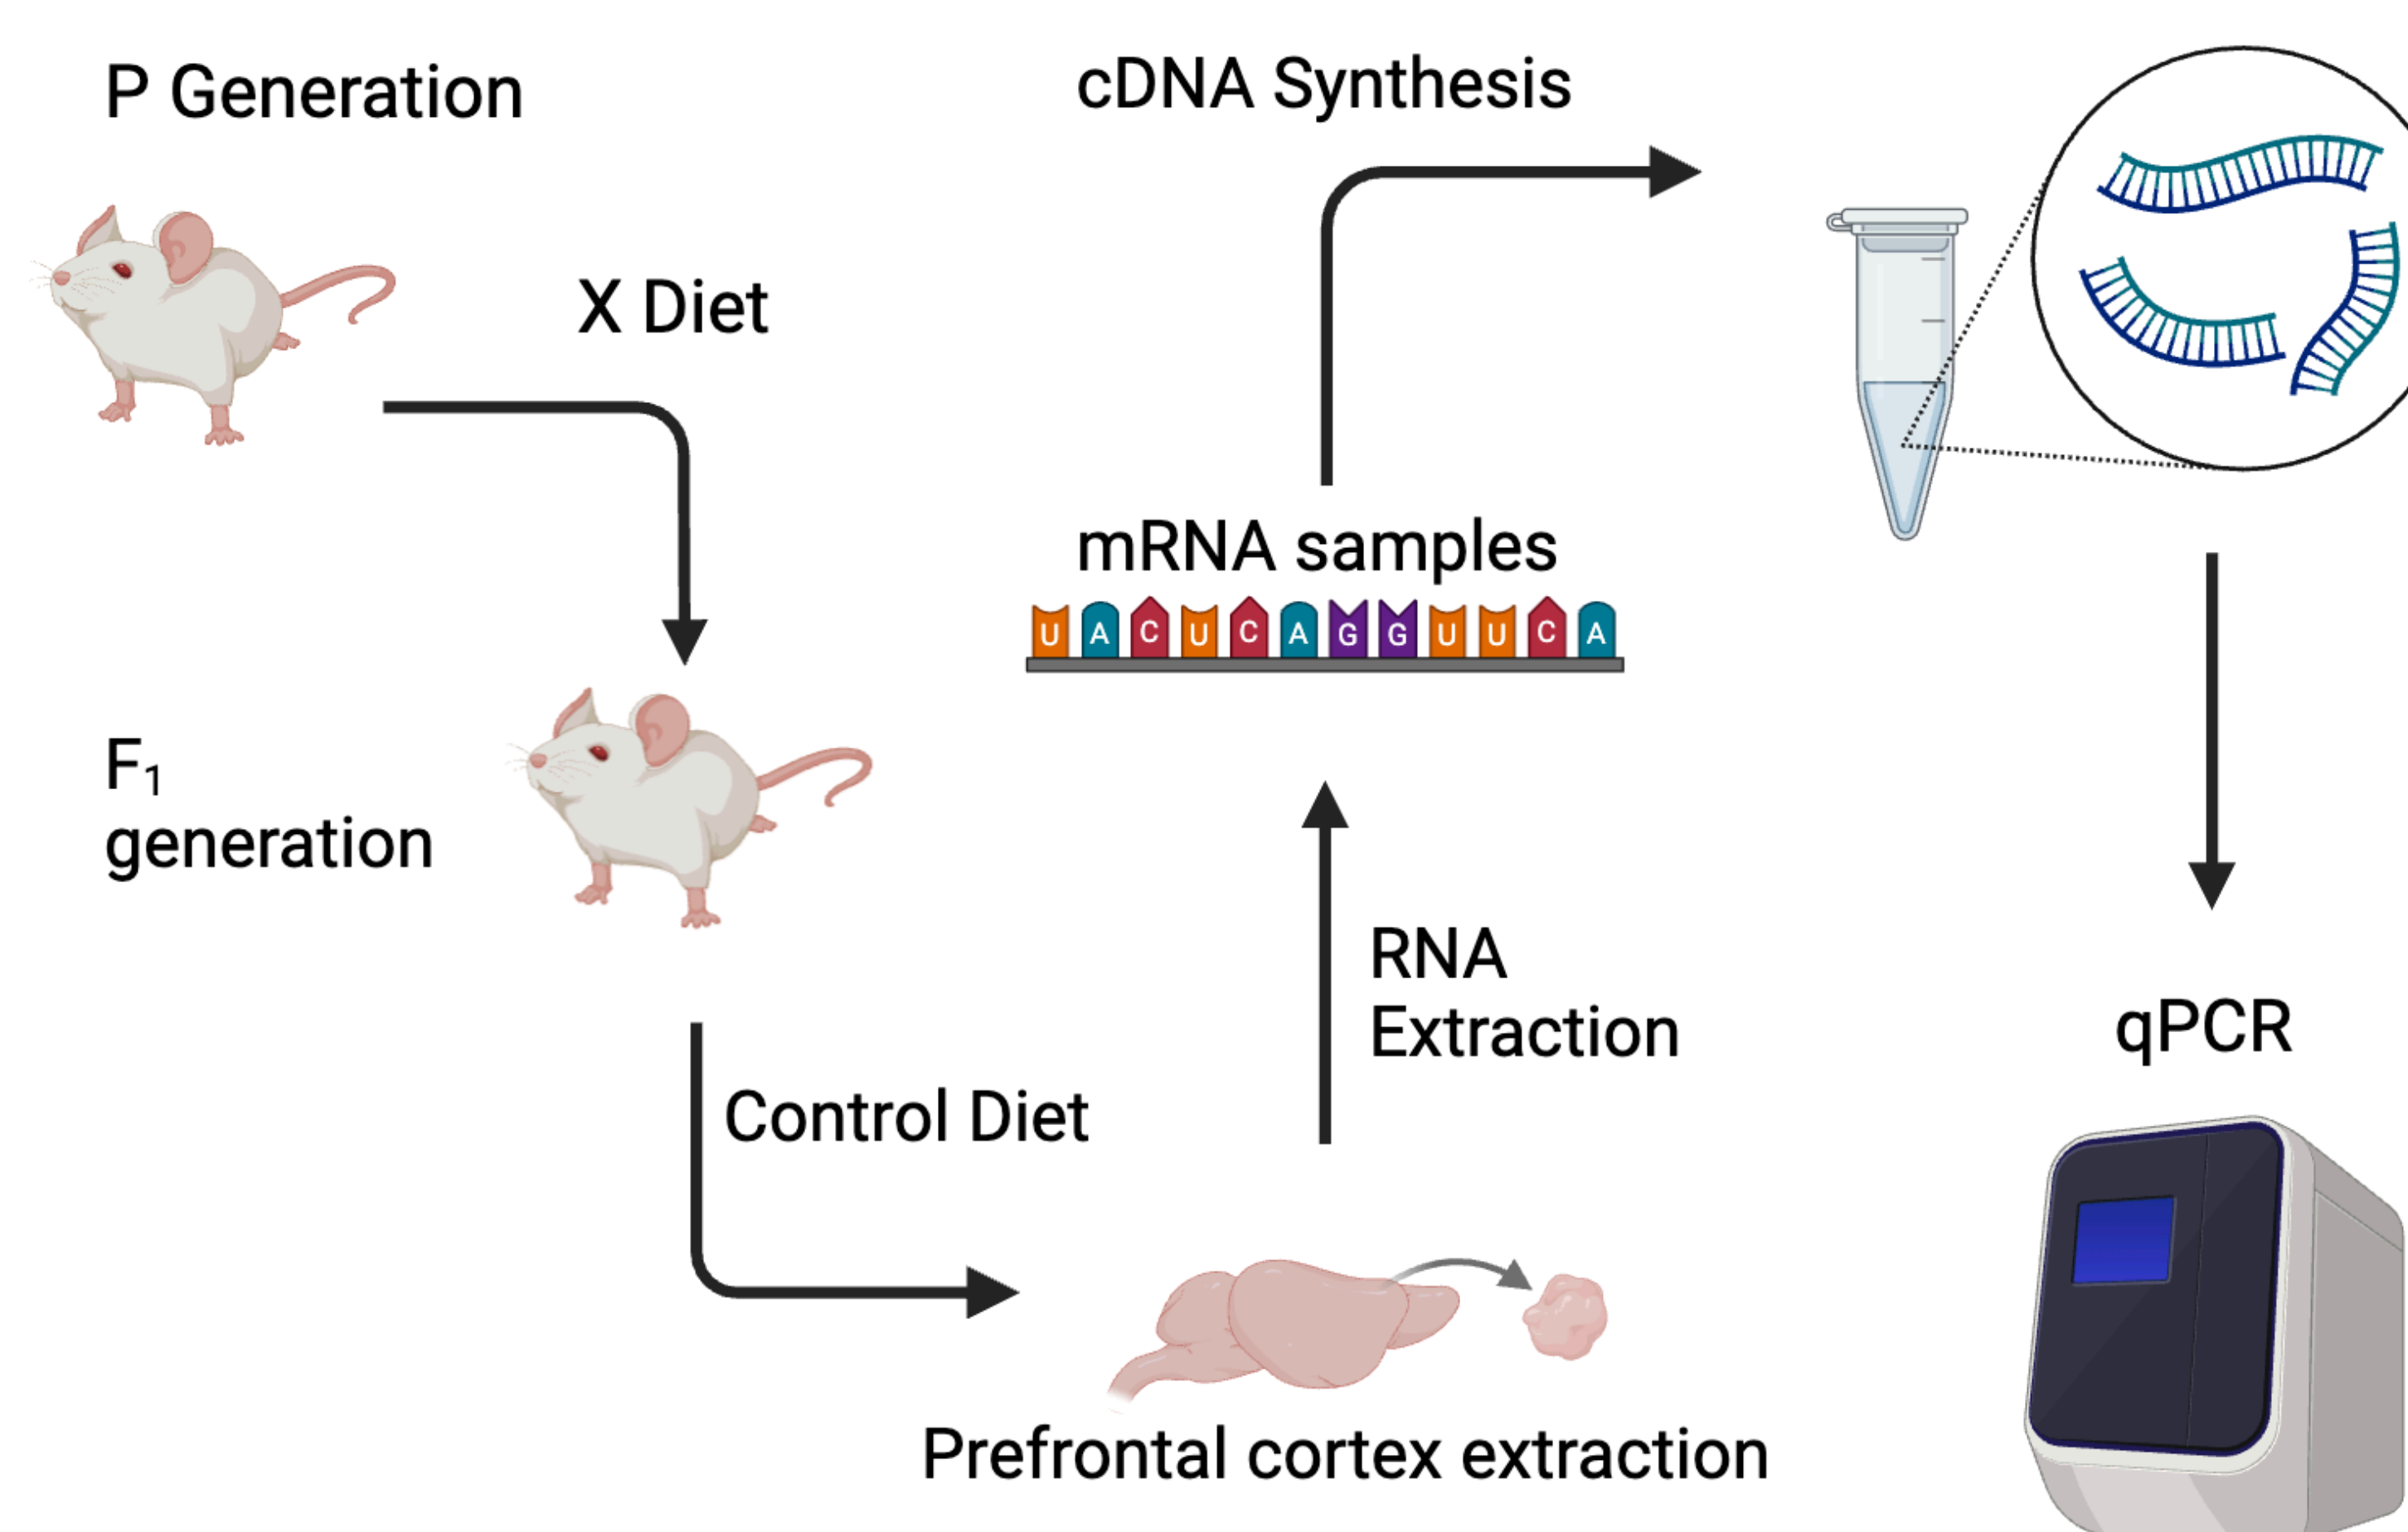 P Generation
X Diet
F₁
generation
Control Diet
Prefrontal cortex extraction
RNA
Extraction
mRNA samples
U A C U C A G G U U C A
cDNA Synthesis
qPCR